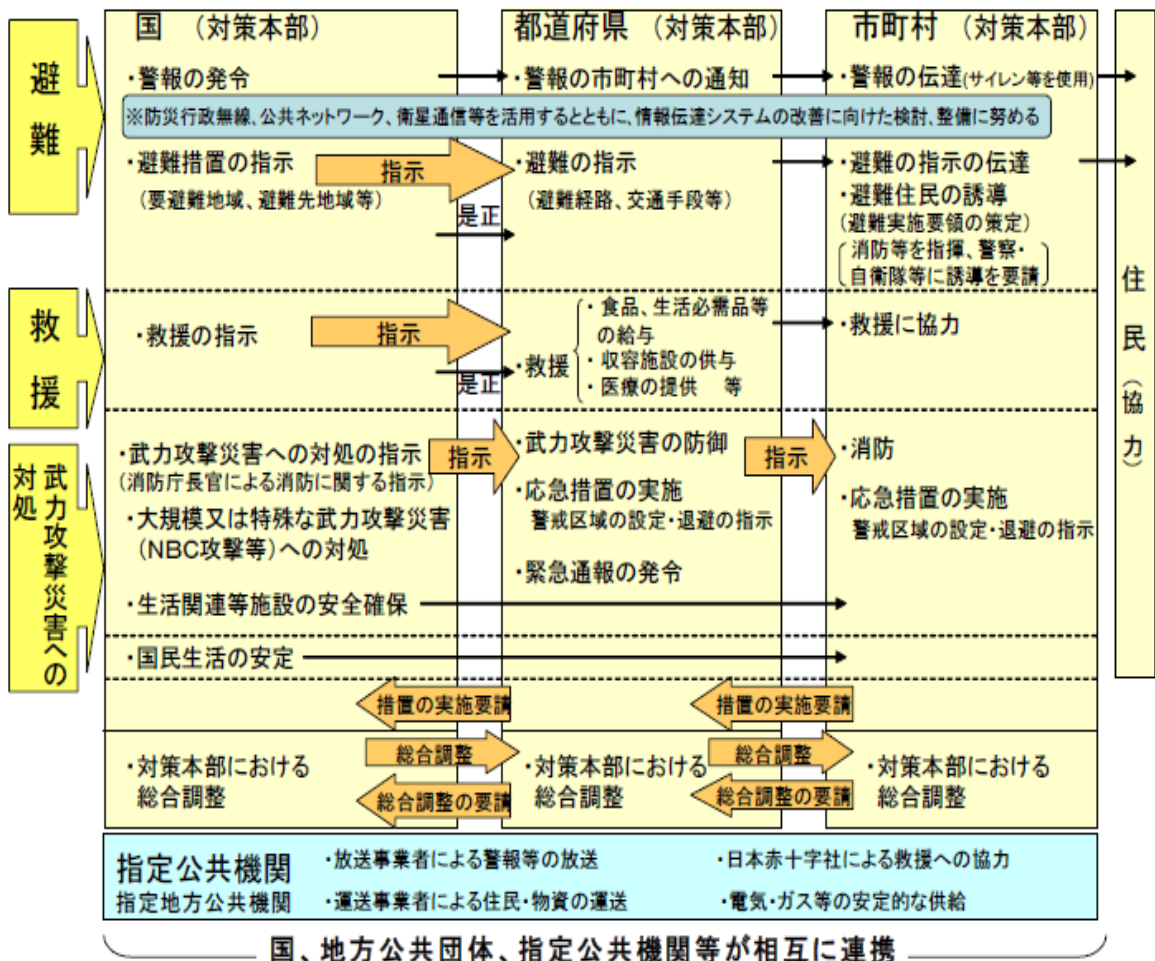 国 (対策本部)
都道府県 (対策本部)
市町村 (対策本部)
避難
・警報の発令
・警報の市町村への通知
・警報の伝達(サイレン等を使用)
※防災行政無線、公共ネットワーク、衛星通信等を活用するとともに、情報伝達システムの改善に向けた検討、整備に努める
・避難措置の指示
(要避難地域、避難先地域等)
指示
是正
・避難の指示
(避難経路、交通手段等)
・避難の指示の伝達
・避難住民の誘導
(避難実施要領の策定)
消防等を指揮、警察・
自衛隊等に誘導を要請
救援
・救援の指示
指示
是正
・救援
・食品、生活必需品等
の給与
・収容施設の供与
・医療の提供 等
・救援に協力
武力攻撃災害への
対処
・武力攻撃災害への対処の指示
(消防庁長官による消防に関する指示)
・大規模又は特殊な武力攻撃災害
(NBC攻撃等)への対処
指示
・武力攻撃災害の防御
・応急措置の実施
警戒区域の設定・退避の指示
・緊急通報の発令
指示
・消防
・応急措置の実施
警戒区域の設定・退避の指示
・生活関連等施設の安全確保
・国民生活の安定
措置の実施要請
措置の実施要請
・対策本部における
総合調整
総合調整
総合調整の要請
・対策本部における
総合調整
総合調整
総合調整の要請
・対策本部における
総合調整
住民(協力)
指定公共機関
指定地方公共機関
・放送事業者による警報等の放送
・日本赤十字社による救援への協力
・運送事業者による住民・物資の運送
・電気・ガス等の安定的な供給
国、地方公共団体、指定公共機関等が相互に連携